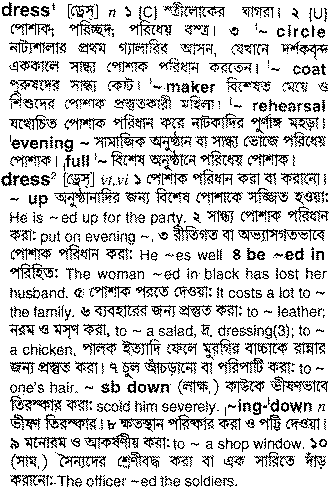 dress¹ [ড্রেস্] n ১ [C] স্ত্রীলোকের ঘাগরা। ২ [U]
পোশাক; পরিচ্ছদ; পরিধেয় বস্ত্র। ৩ '~ circle
নাট্যশালার প্রথম গ্যালারির আসন, যেখানে দর্শকবৃন্দ
এককালে সান্ধ্য পোশাক পরিধান করতেন। '~ coat
পুরুষদের সান্ধ্য কোট। '~ maker বিশেষত মেয়ে ও
শিশুদের পোশাক প্রস্তুতকারী মহিলা। '~ rehearsal
যথোচিত পোশাক পরিধান করে নাটকাদির পূর্ণাঙ্গ মহড়া।
'evening ~ সামাজিক অনুষ্ঠান বা সান্ধ্য ভোজে পরিধেয়
পোশাক। ,full '~ বিশেষ অনুষ্ঠানে পরিধেয় পোশাক।
dress² [ড্রেস্] vi,vi ১ পোশাক পরিধান করা বা করানো।
~ up অনুষ্ঠানাদির জন্য বিশেষ পোশাকে সজ্জিত হওয়া:
He is ~ed up for the party. ২ সান্ধ্য পোশাক পরিধান
করা: put on evening ~, ৩ রীতিগত বা অভ্যাসগতভাবে
পোশাক পরিধান করা: He ~es wall ৪ be ~ed in
পরিহিত: The woman ~ed in black has lost her
husband. ৫ পোশাক পরতে দেওয়া: It costs a lot to ~
the family. ৬ ব্যবহারের জন্য প্রস্তুত করা: to ~ leather,
নরম ও মসৃণ করা, to ~ a salad, দ্র. dressing(3); to ~
a chicken, পালক ইত্যাদি ফেলে মুরগির বাচ্চাকে রান্নার
জন্য প্রস্তুত করা। ৭ চুল আঁচড়ানো বা পরিপাটি করা: to ~
one's hair. ~ sb down (লাক্ষ.) কাউকে ভীষণভাবে
তিরস্কার করা: scold him severely. ,~ing-'down n
ভীষণ তিরস্কার। ৮ ক্ষতস্থান পরিষ্কার করা ও পট্টি দেওয়া।
৯ মনোরম ও আকর্ষণীয় করা: to ~ a shop window. ১০
(সাম.) সৈন্যদের শ্রেণীবদ্ধ করা বা এক সারিতে দাঁড়
করানো: The officer ~ed the soldiers.